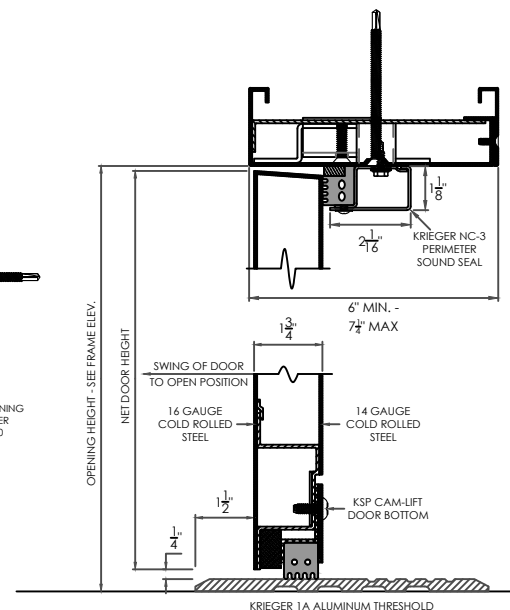 1 1/8"
2 1/16"
KRIEGER NC-3
PERIMETER
SOUND SEAL
6" MIN. -
7 1/4" MAX
1 3/4"
OPENING HEIGHT - SEE FRAME ELEV.
NET DOOR HEIGHT
SWING OF DOOR
TO OPEN POSITION
16 GAUGE
COLD ROLLED
STEEL
14 GAUGE
COLD ROLLED
STEEL
1 1/2"
KSP CAM-LIFT
DOOR BOTTOM
1/4"
KRIEGER 1A ALUMINUM THRESHOLD